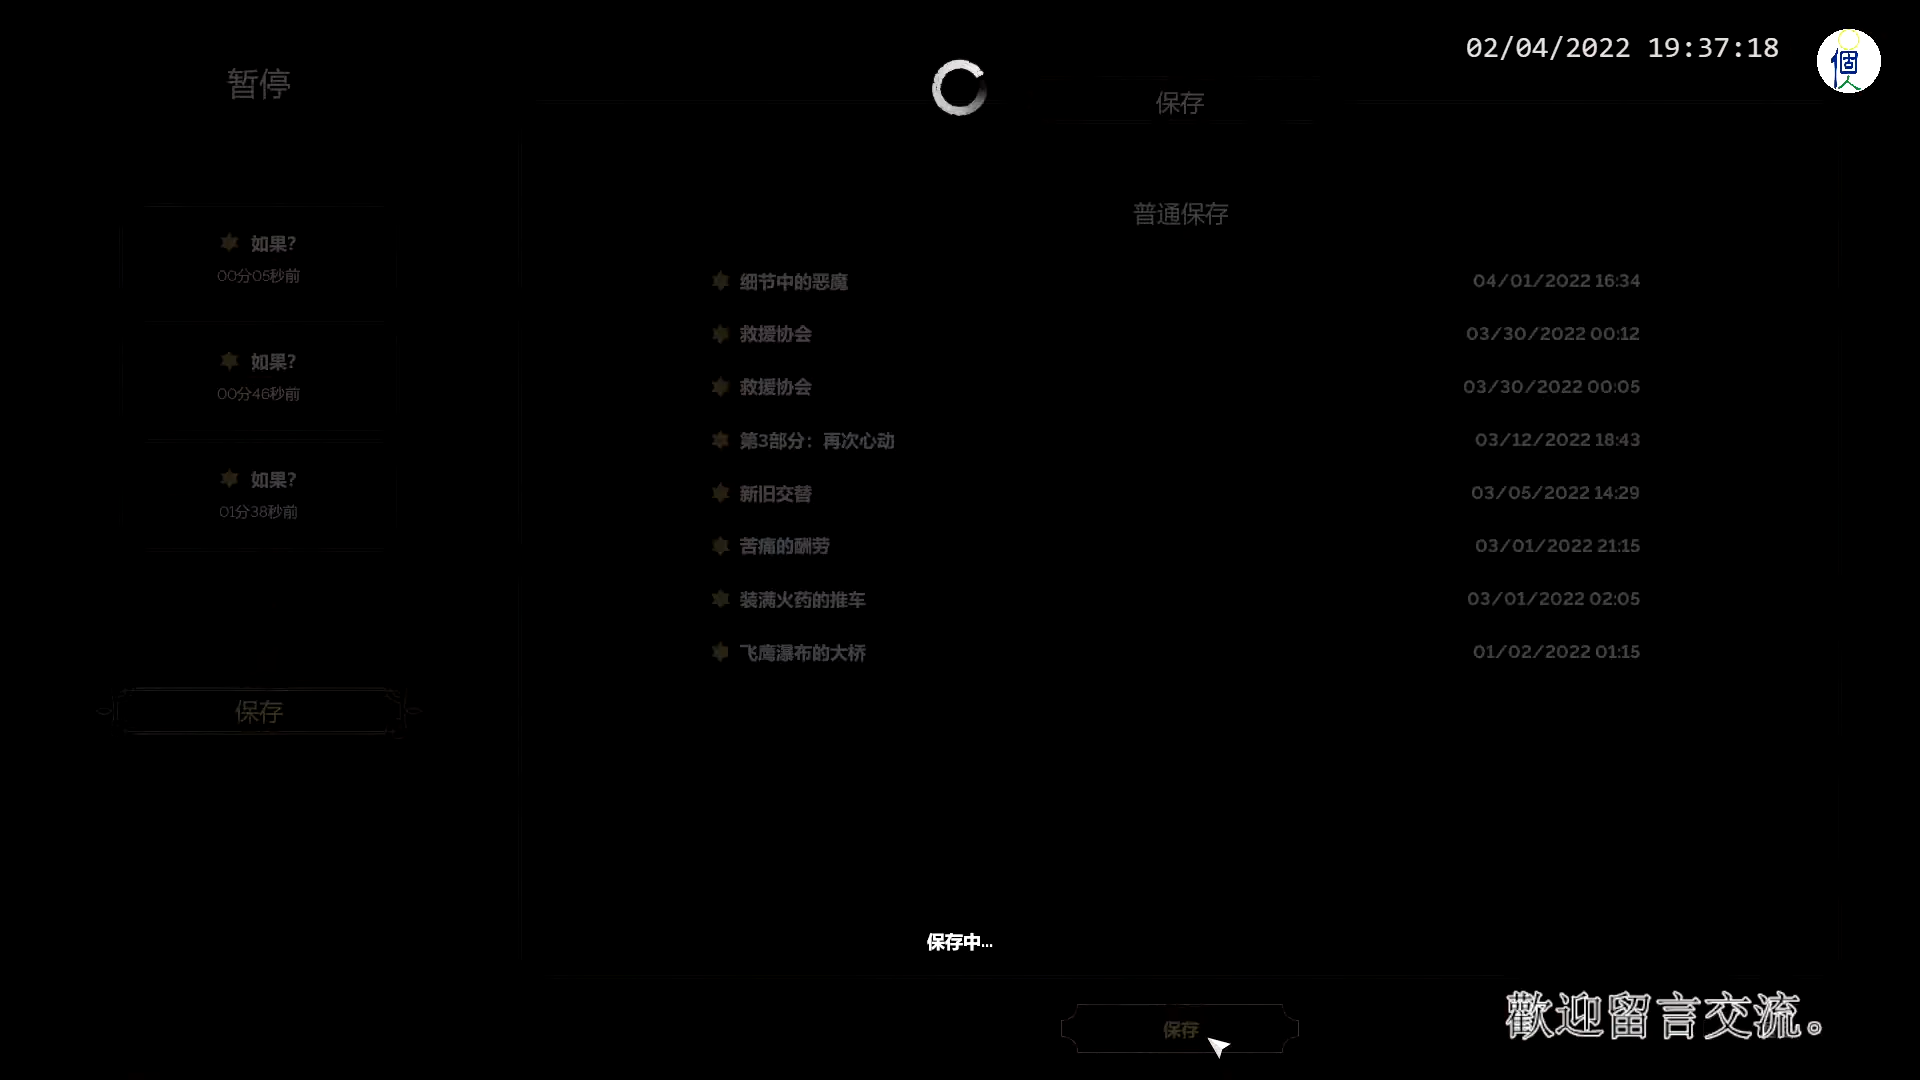 02/04/2022 19:37:18
個人
暂停
保存
如果?
00分05秒前
如果?
00分46秒前
如果?
01分38秒前
保存
普通保存
细节中的恶魔 04/01/2022 16:34
救援协会 03/30/2022 00:12
救援协会 03/30/2022 00:05
第3部分：再次心动 03/12/2022 18:43
新旧交替 03/05/2022 14:29
苦痛的酬劳 03/01/2022 21:15
装满火药的推车 03/01/2022 02:05
飞鹰瀑布的大桥 01/02/2022 01:15
保存中...
保存
歡迎留言交流。